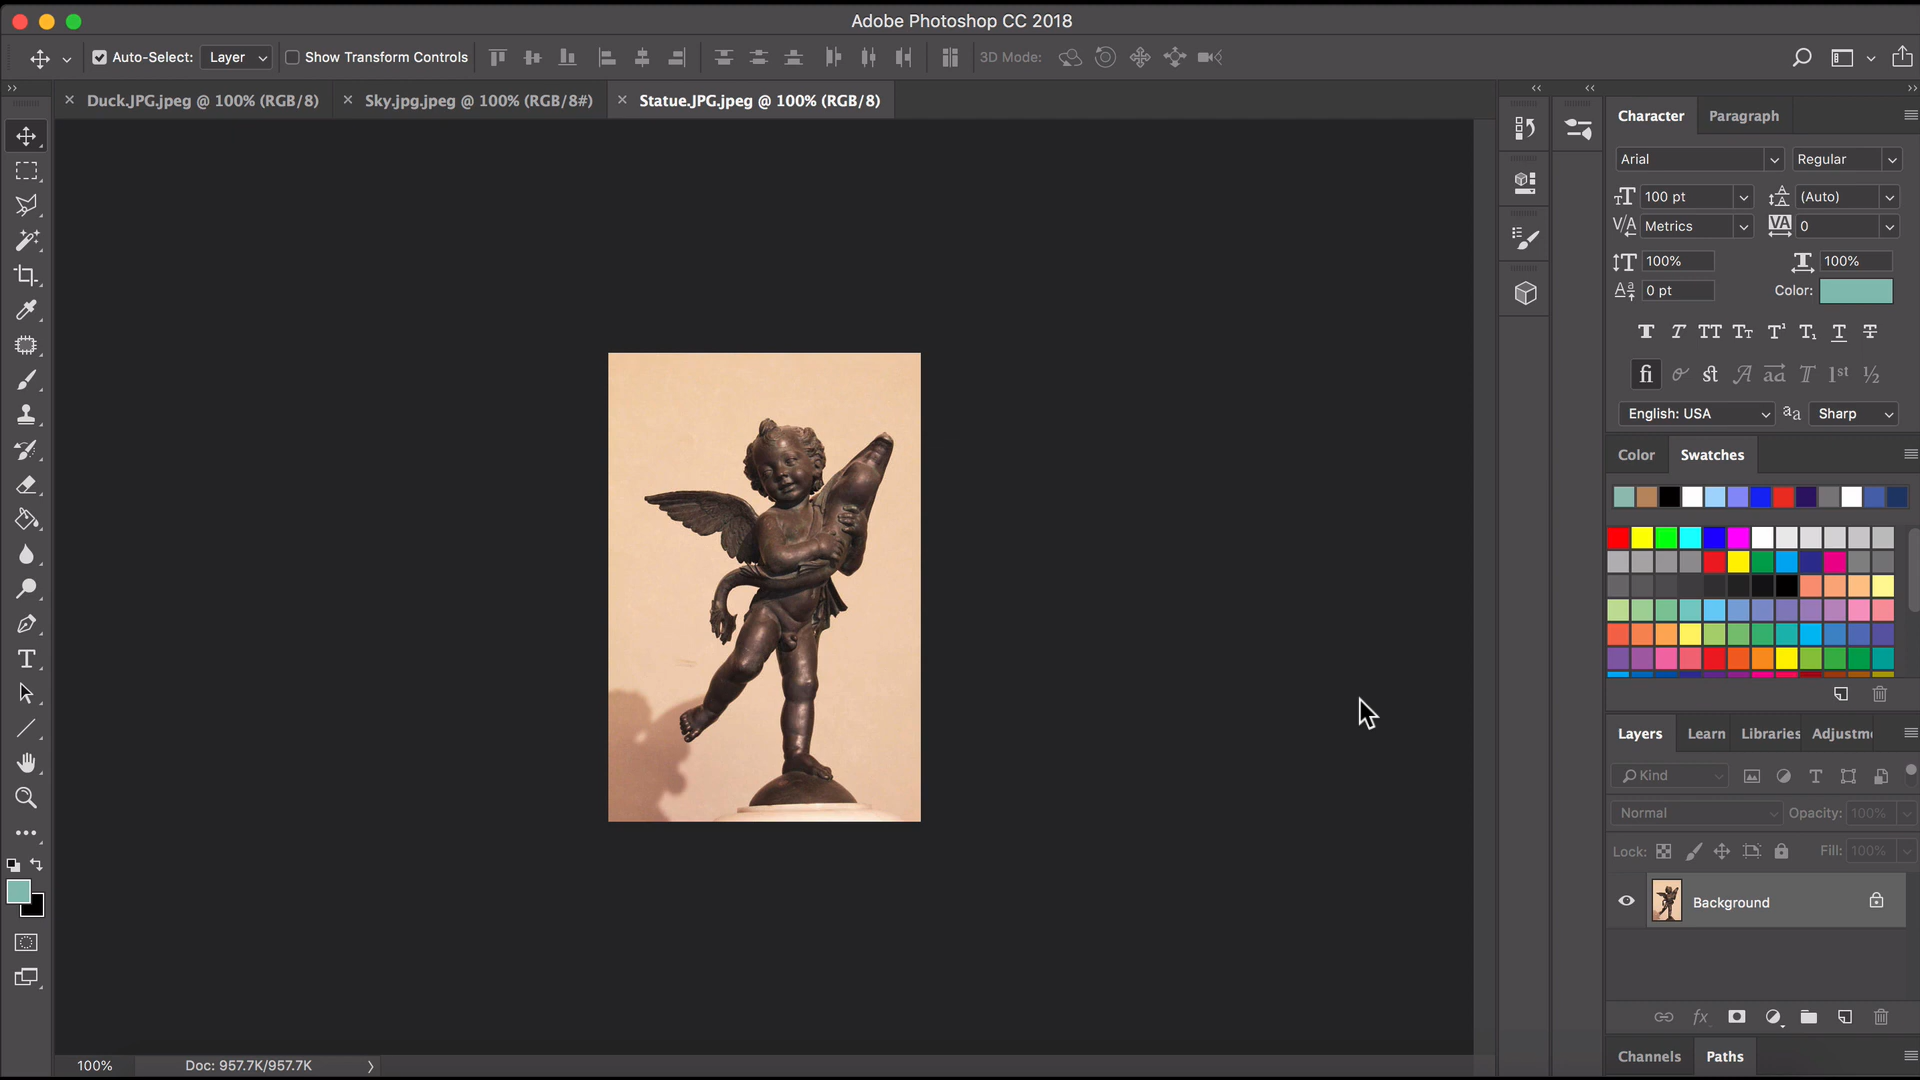 Adobe Photoshop CC 2018
Auto-Select: Layer Show Transform Controls 3D Mode:
Duck.JPG.jpeg @ 100% (RGB/8) Sky.jpg.jpeg @ 100% (RGB/8#) Statue.JPG.jpeg @ 100% (RGB/8)
Character Paragraph
Arial Regular
100 pt (Auto)
Metrics 0
100% 100%
0 pt Color:
English: USA Sharp
Color Swatches
Layers Learn Libraries Adjustm
Kind
Normal Opacity: 100%
Lock: Fill: 100%
Background
fx
Channels Paths
100% Doc: 957.7K/957.7K